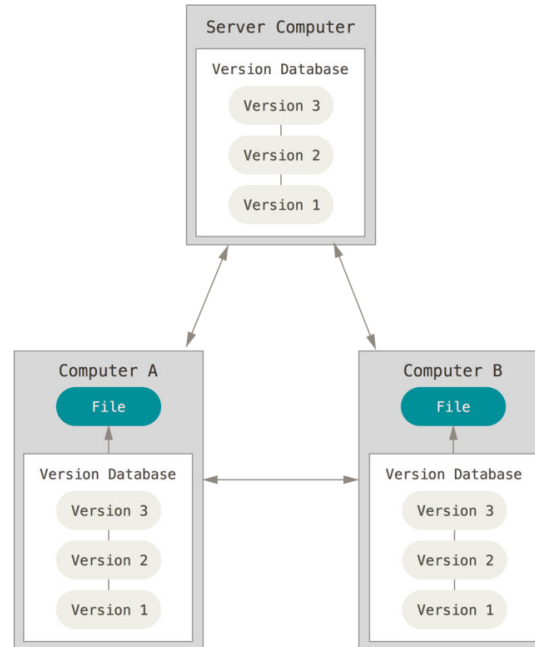 Server Computer
Version Database
Version 3
Version 2
Version 1
Computer A
File
Version Database
Version 3
Version 2
Version 1
Computer B
File
Version Database
Version 3
Version 2
Version 1